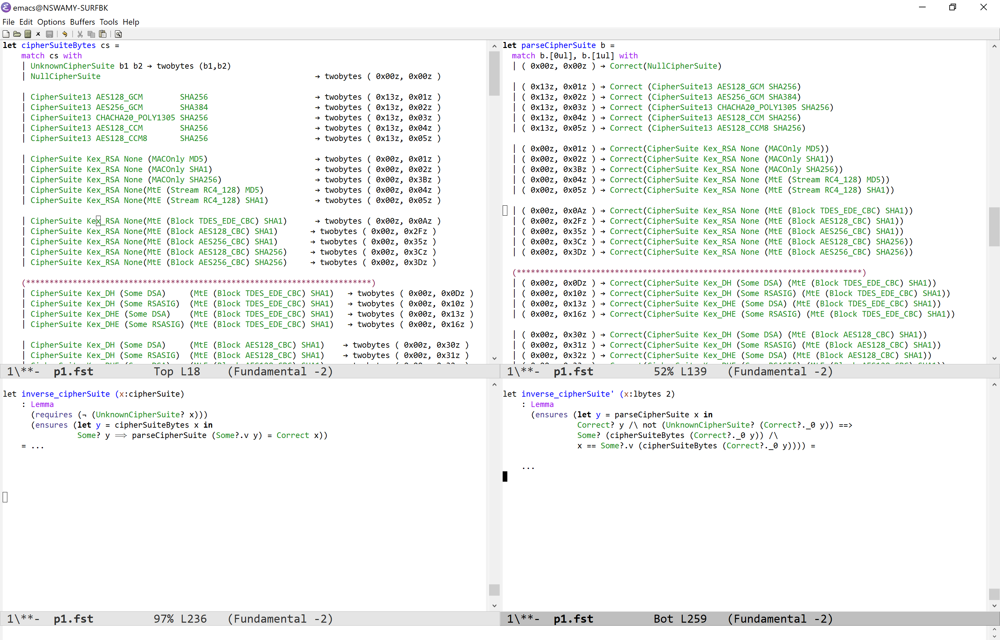 emacs@NSWAMY-SURFBK
File Edit Options Buffers Tools Help
let cipherSuiteBytes cs =
match cs with
| UnknownCipherSuite b1 b2 → twobytes (b1,b2)
| NullCipherSuite → twobytes ( 0x00z, 0x00z )
| CipherSuite13 AES128_GCM SHA256 → twobytes ( 0x13z, 0x01z )
| CipherSuite13 AES256_GCM SHA384 → twobytes ( 0x13z, 0x02z )
| CipherSuite13 CHACHA20_POLY1305 SHA256 → twobytes ( 0x13z, 0x03z )
| CipherSuite13 AES128_CCM SHA256 → twobytes ( 0x13z, 0x04z )
| CipherSuite13 AES128_CCM8 SHA256 → twobytes ( 0x13z, 0x05z )
| CipherSuite Kex_RSA None (MACOnly MD5) → twobytes ( 0x00z, 0x01z )
| CipherSuite Kex_RSA None (MACOnly SHA1) → twobytes ( 0x00z, 0x02z )
| CipherSuite Kex_RSA None (MACOnly SHA256) → twobytes ( 0x00z, 0x3Bz )
| CipherSuite Kex_RSA None(MtE (Stream RC4_128) MD5) → twobytes ( 0x00z, 0x04z )
| CipherSuite Kex_RSA None(MtE (Stream RC4_128) SHA1) → twobytes ( 0x00z, 0x05z )
| CipherSuite Kex_RSA None(MtE (Block TDES_EDE_CBC) SHA1) → twobytes ( 0x00z, 0x0Az )
| CipherSuite Kex_RSA None(MtE (Block AES128_CBC) SHA1) → twobytes ( 0x00z, 0x2Fz )
| CipherSuite Kex_RSA None(MtE (Block AES256_CBC) SHA1) → twobytes ( 0x00z, 0x35z )
| CipherSuite Kex_RSA None(MtE (Block AES128_CBC) SHA256) → twobytes ( 0x00z, 0x3Cz )
| CipherSuite Kex_RSA None(MtE (Block AES256_CBC) SHA256) → twobytes ( 0x00z, 0x3Dz )
(**************************************************************************)
| CipherSuite Kex_DH (Some DSA) (MtE (Block TDES_EDE_CBC) SHA1) → twobytes ( 0x00z, 0x0Dz )
| CipherSuite Kex_DH (Some RSASIG) (MtE (Block TDES_EDE_CBC) SHA1) → twobytes ( 0x00z, 0x10z )
| CipherSuite Kex_DHE (Some DSA) (MtE (Block TDES_EDE_CBC) SHA1) → twobytes ( 0x00z, 0x13z )
| CipherSuite Kex_DHE (Some RSASIG) (MtE (Block TDES_EDE_CBC) SHA1) → twobytes ( 0x00z, 0x16z )
| CipherSuite Kex_DH (Some DSA) (MtE (Block AES128_CBC) SHA1) → twobytes ( 0x00z, 0x30z )
| CipherSuite Kex_DH (Some RSASIG) (MtE (Block AES128_CBC) SHA1) → twobytes ( 0x00z, 0x31z )
1\**- p1.fst Top L18 (Fundamental -2)
let parseCipherSuite b =
match b.[0ul], b.[1ul] with
| ( 0x00z, 0x00z ) → Correct(NullCipherSuite)
| ( 0x13z, 0x01z ) → Correct (CipherSuite13 AES128_GCM SHA256)
| ( 0x13z, 0x02z ) → Correct (CipherSuite13 AES256_GCM SHA384)
| ( 0x13z, 0x03z ) → Correct (CipherSuite13 CHACHA20_POLY1305 SHA256)
| ( 0x13z, 0x04z ) → Correct (CipherSuite13 AES128_CCM SHA256)
| ( 0x13z, 0x05z ) → Correct (CipherSuite13 AES128_CCM8 SHA256)
| ( 0x00z, 0x01z ) → Correct(CipherSuite Kex_RSA None (MACOnly MD5))
| ( 0x00z, 0x02z ) → Correct(CipherSuite Kex_RSA None (MACOnly SHA1))
| ( 0x00z, 0x3Bz ) → Correct(CipherSuite Kex_RSA None (MACOnly SHA256))
| ( 0x00z, 0x04z ) → Correct(CipherSuite Kex_RSA None (MtE (Stream RC4_128) MD5))
| ( 0x00z, 0x05z ) → Correct(CipherSuite Kex_RSA None (MtE (Stream RC4_128) SHA1))
| ( 0x00z, 0x0Az ) → Correct(CipherSuite Kex_RSA None (MtE (Block TDES_EDE_CBC) SHA1))
| ( 0x00z, 0x2Fz ) → Correct(CipherSuite Kex_RSA None (MtE (Block AES128_CBC) SHA1))
| ( 0x00z, 0x35z ) → Correct(CipherSuite Kex_RSA None (MtE (Block AES256_CBC) SHA1))
| ( 0x00z, 0x3Cz ) → Correct(CipherSuite Kex_RSA None (MtE (Block AES128_CBC) SHA256))
| ( 0x00z, 0x3Dz ) → Correct(CipherSuite Kex_RSA None (MtE (Block AES256_CBC) SHA256))
(**************************************************************************)
| ( 0x00z, 0x0Dz ) → Correct(CipherSuite Kex_DH (Some DSA) (MtE (Block TDES_EDE_CBC) SHA1))
| ( 0x00z, 0x10z ) → Correct(CipherSuite Kex_DH (Some RSASIG) (MtE (Block TDES_EDE_CBC) SHA1))
| ( 0x00z, 0x13z ) → Correct(CipherSuite Kex_DHE (Some DSA) (MtE (Block TDES_EDE_CBC) SHA1))
| ( 0x00z, 0x16z ) → Correct(CipherSuite Kex_DHE (Some RSASIG) (MtE (Block TDES_EDE_CBC) SHA1))
| ( 0x00z, 0x30z ) → Correct(CipherSuite Kex_DH (Some DSA) (MtE (Block AES128_CBC) SHA1))
| ( 0x00z, 0x31z ) → Correct(CipherSuite Kex_DH (Some RSASIG) (MtE (Block AES128_CBC) SHA1))
| ( 0x00z, 0x32z ) → Correct(CipherSuite Kex_DHE (Some DSA) (MtE (Block AES128_CBC) SHA1))
1\**- p1.fst 52% L139 (Fundamental -2)
let inverse_cipherSuite (x:cipherSuite)
: Lemma
(requires (¬ (UnknownCipherSuite? x)))
(ensures (let y = cipherSuiteBytes x in
Some? y ⟹ parseCipherSuite (Some?.v y) = Correct x))
= ...
1\**- p1.fst 97% L236 (Fundamental -2)
let inverse_cipherSuite' (x:lbytes 2)
: Lemma
(ensures (let y = parseCipherSuite x in
Correct? y /\ not (UnknownCipherSuite? (Correct?._0 y)) ==>
Some? (cipherSuiteBytes (Correct?._0 y)) /\
x == Some?.v (cipherSuiteBytes (Correct?._0 y)))) =
...
1\**- p1.fst Bot L259 (Fundamental -2)